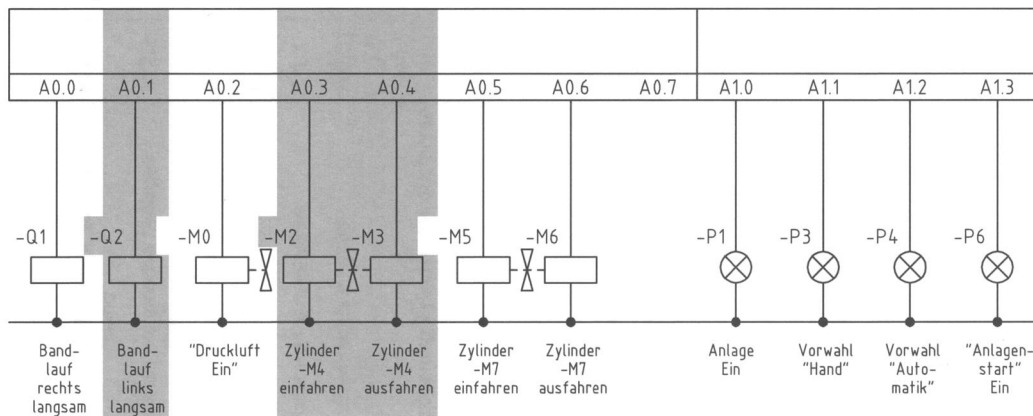 A0.0 A0.1 A0.2 A0.3 A0.4 A0.5 A0.6 A0.7 A1.0 A1.1 A1.2 A1.3
-Q1 -Q2 -M0 -M2 -M3 -M5 -M6 -P1 -P3 -P4 -P6
Band-
lauf
rechts
langsam
Band-
lauf
links
langsam
"Druckluft
Ein"
Zylinder
-M4
einfahren
Zylinder
-M4
ausfahren
Zylinder
-M7
einfahren
Zylinder
-M7
ausfahren
Anlage
Ein
Vorwahl
"Hand"
Vorwahl
"Auto-
matik"
"Anlagen-
start"
Ein